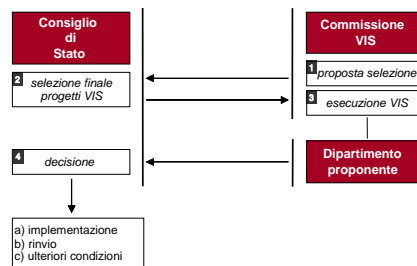 Consiglio
di
Stato
2
selezione finale
progetti VIS
4
decisione
a) implementazione
b) rinvio
c) ulteriori condizioni
Commissione
VIS
1
proposta selezione
3
esecuzione VIS
Dipartimento
proponente